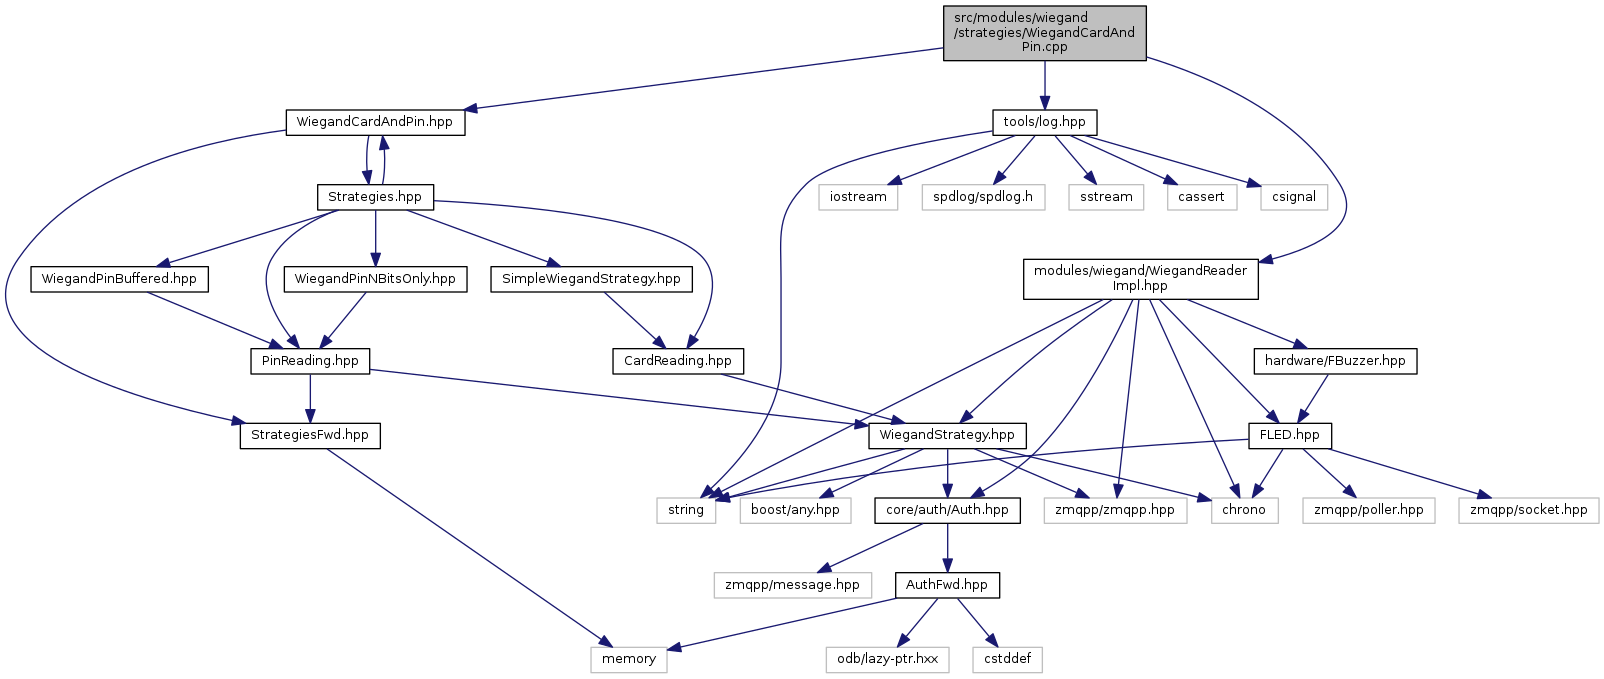 src/modules/wiegand
/strategies/WiegandCardAnd
Pin.cpp
WiegandCardAndPin.hpp
tools/log.hpp
Strategies.hpp
iostream
spdlog/spdlog.h
sstream
cassert
csignal
WiegandPinBuffered.hpp
WiegandPinNBitsOnly.hpp
SimpleWiegandStrategy.hpp
modules/wiegand/WiegandReader
Impl.hpp
PinReading.hpp
CardReading.hpp
hardware/FBuzzer.hpp
StrategiesFwd.hpp
WiegandStrategy.hpp
FLED.hpp
string
boost/any.hpp
core/auth/Auth.hpp
zmqpp/zmqpp.hpp
chrono
zmqpp/poller.hpp
zmqpp/socket.hpp
zmqpp/message.hpp
AuthFwd.hpp
memory
odb/lazy-ptr.hxx
cstddef